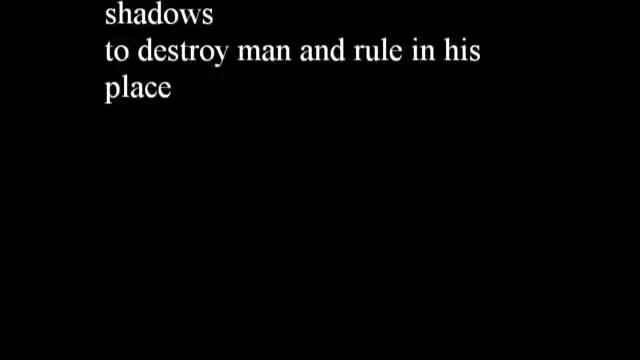 shadows
to destroy man and rule in his
place